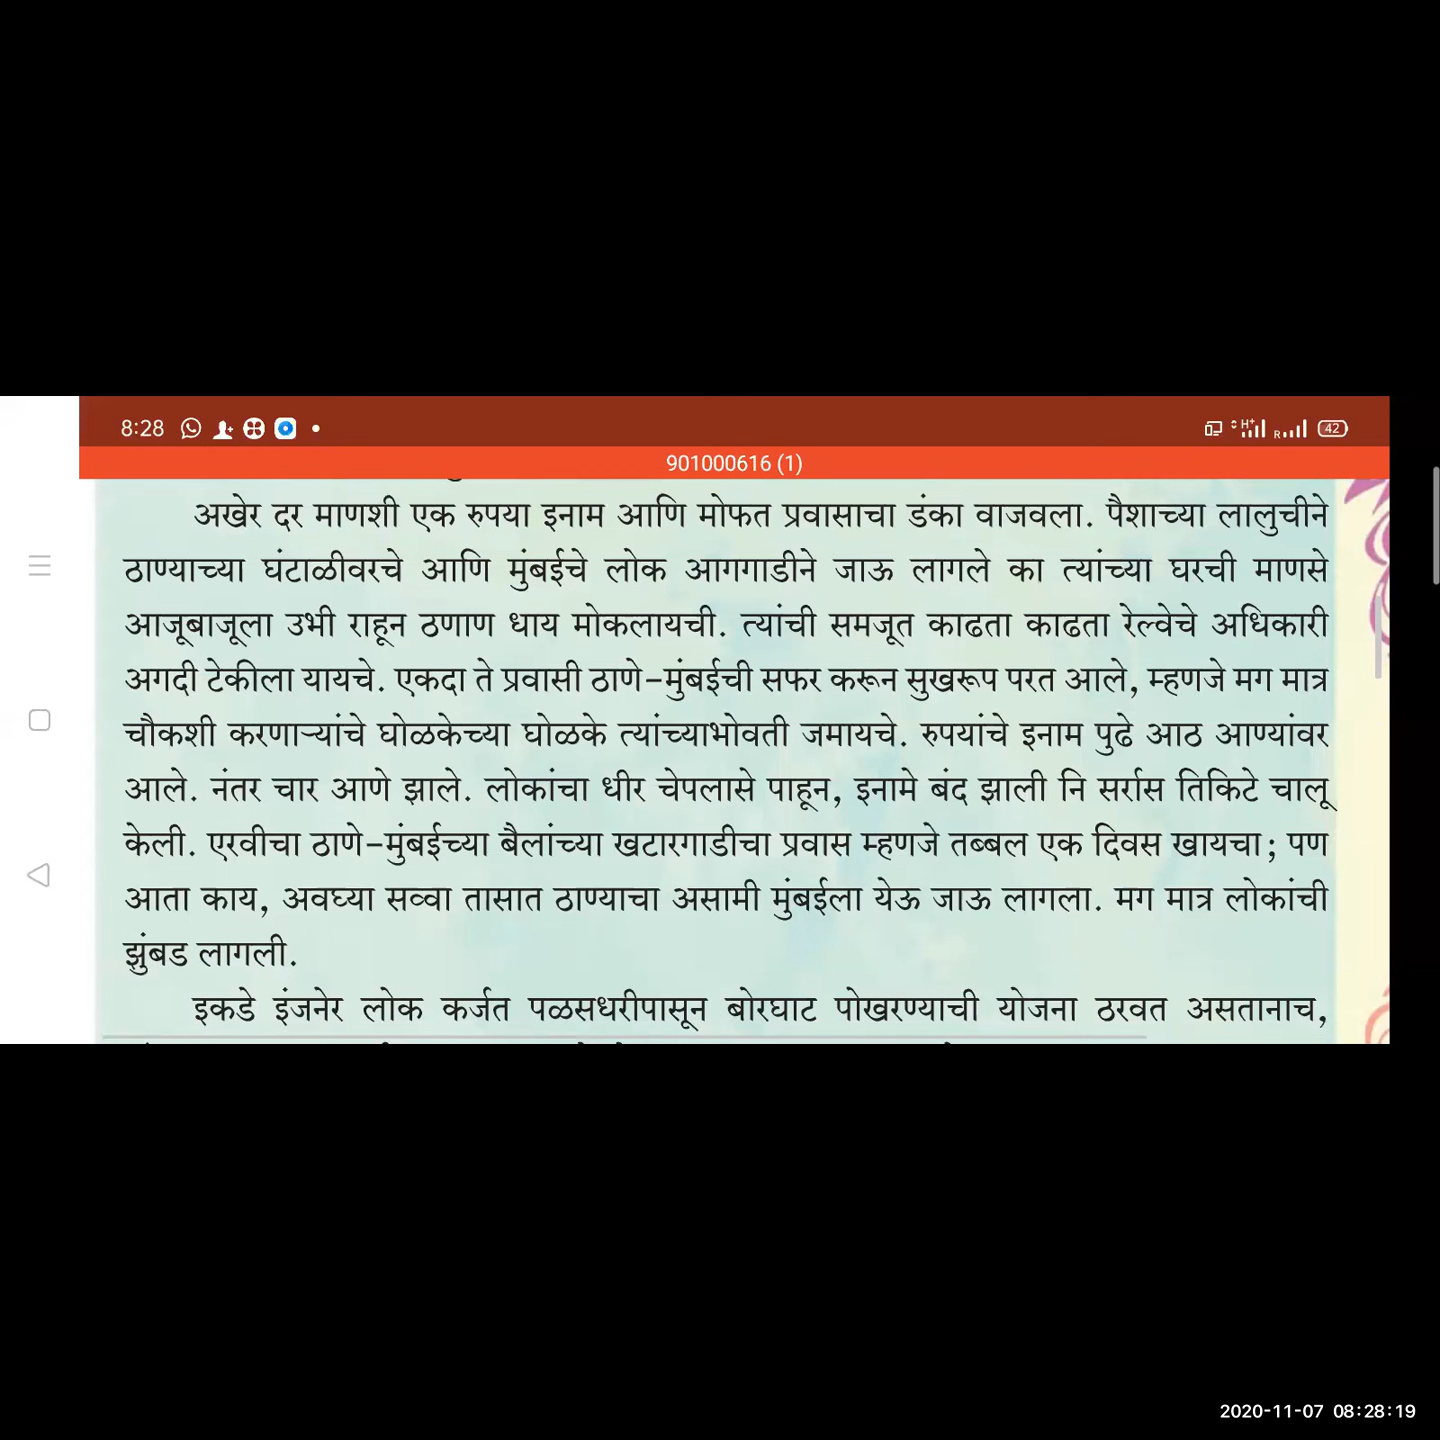 8:28
42
901000616 (1)
अखेर दर माणशी एक रुपया इनाम आणि मोफत प्रवासाचा डंका वाजवला. पैशाच्या लालुचीने
ठाण्याच्या घंटाळीवरचे आणि मुंबईचे लोक आगगाडीने जाऊ लागले का त्यांच्या घरची माणसे
आजूबाजूला उभी राहून ठणाण धाय मोकलायची. त्यांची समजूत काढता काढता रेल्वेचे अधिकारी
अगदी टेकीला यायचे. एकदा ते प्रवासी ठाणे–मुंबईची सफर करून सुखरूप परत आले, म्हणजे मग मात्र
चौकशी करणाऱ्यांचे घोळकेच्या घोळके त्यांच्याभोवती जमायचे. रुपयांचे इनाम पुढे आठ आण्यांवर
आले. नंतर चार आणे झाले. लोकांचा धीर चेपलासे पाहून, इनामे बंद झाली नि सर्रास तिकिटे चालू
केली. एरवीचा ठाणे–मुंबईच्या बैलांच्या खटारगाडीचा प्रवास म्हणजे तब्बल एक दिवस खायचा; पण
आता काय, अवघ्या सव्वा तासात ठाण्याचा असामी मुंबईला येऊ जाऊ लागला. मग मात्र लोकांची
झुंबड लागली.
इकडे इंजनेर लोक कर्जत पळसधरीपासून बोरघाट पोखरण्याची योजना ठरवत असतानाच,
2020-11-07 08:28:19